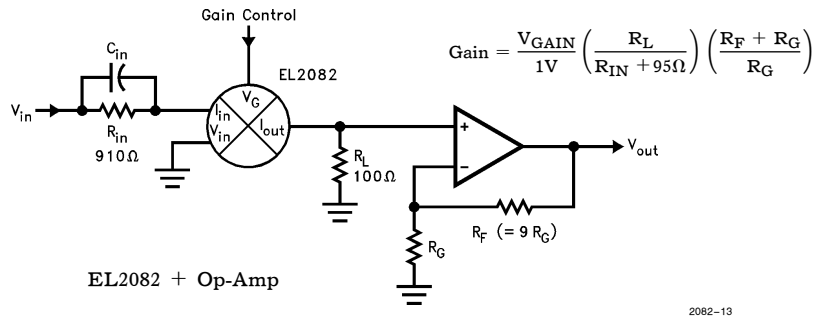 Gain Control
C_in
EL2082
Gain = V_GAIN / 1V ( R_L / R_IN + 95Ω ) ( R_F + R_G / R_G )
V_in
V_G
I_in
V_in
I_out
R_in
910Ω
R_L
100Ω
+
−
V_out
R_F (= 9 R_G)
R_G
EL2082 + Op-Amp
2082–13